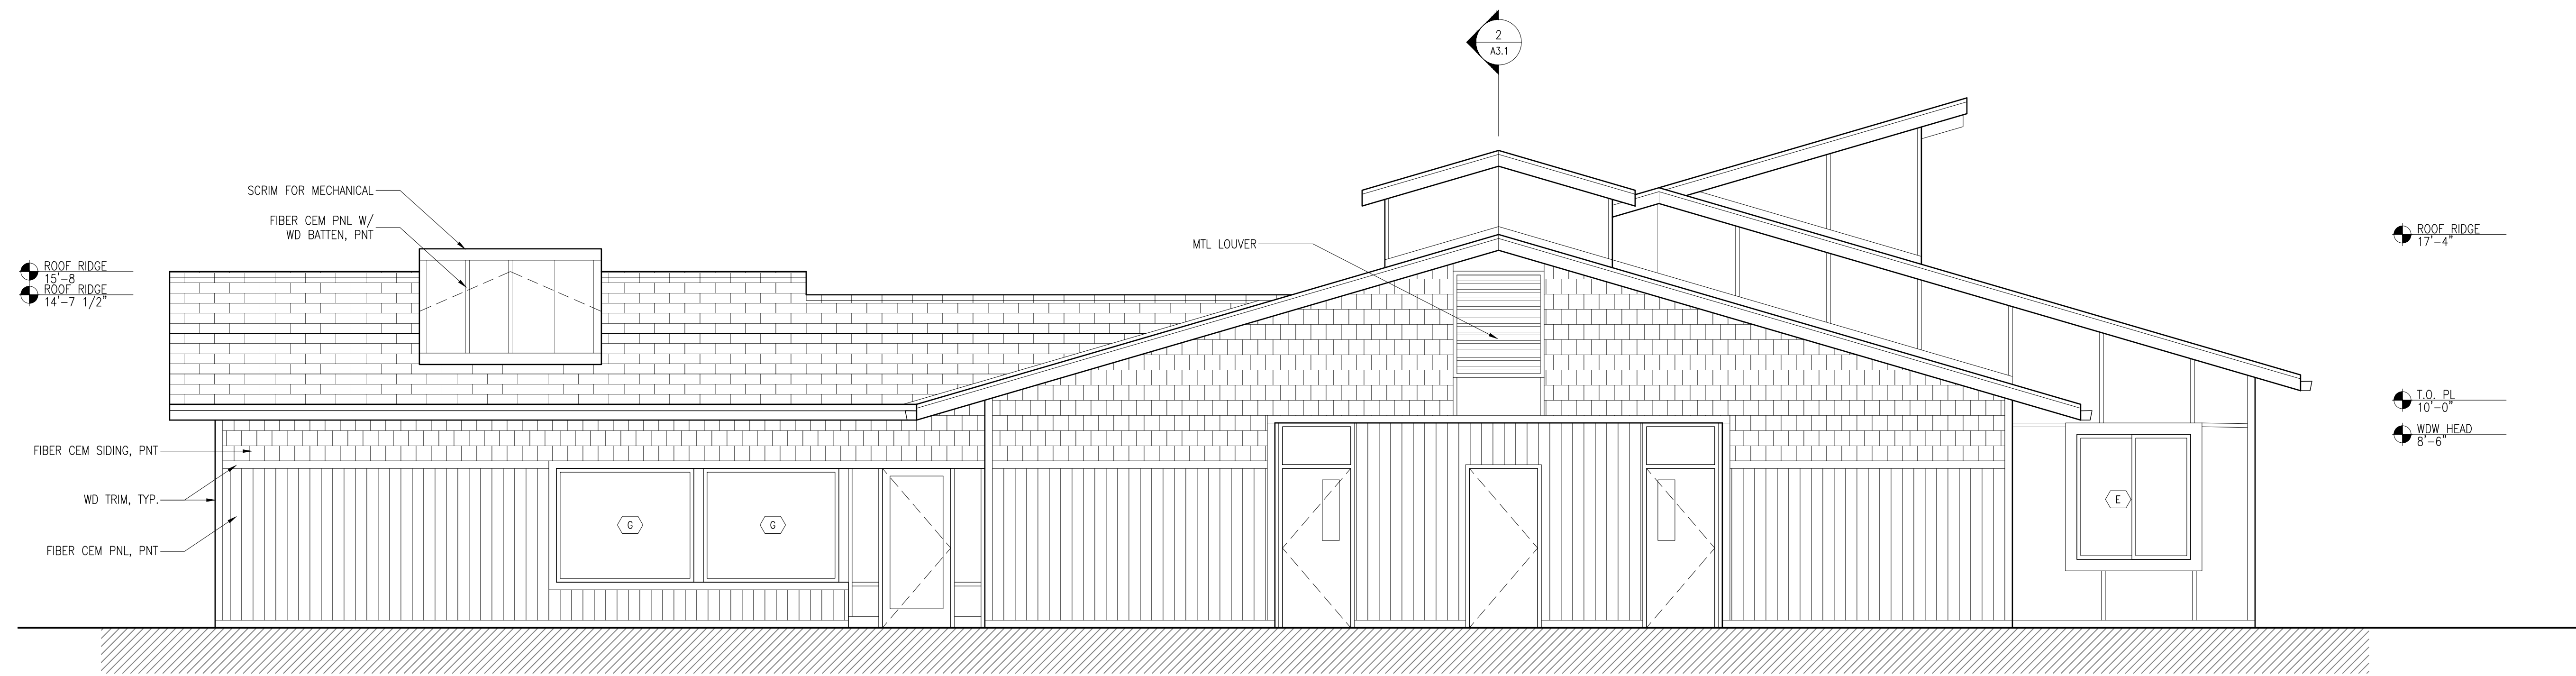 2
A3.1
SCRIM FOR MECHANICAL
FIBER CEM PNL W/
WD BATTEN, PNT
MTL LOUVER
ROOF RIDGE
15'-8
ROOF RIDGE
14'-7 1/2"
ROOF RIDGE
17'-4"
T.O. PL
10'-0"
WDW HEAD
8'-6"
FIBER CEM SIDING, PNT
WD TRIM, TYP.
FIBER CEM PNL, PNT
G
G
E